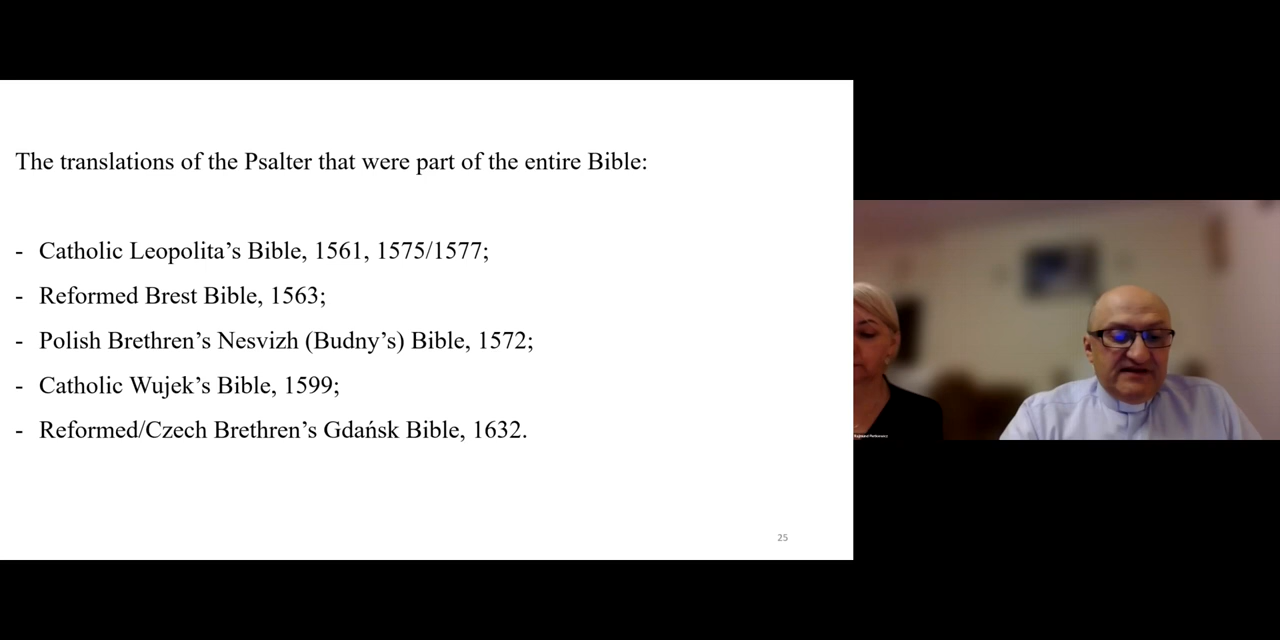 The translations of the Psalter that were part of the entire Bible:
- Catholic Leopolita’s Bible, 1561, 1575/1577;
- Reformed Brest Bible, 1563;
- Polish Brethren’s Nesvizh (Budny’s) Bible, 1572;
- Catholic Wujek’s Bible, 1599;
- Reformed/Czech Brethren’s Gdańsk Bible, 1632.
25